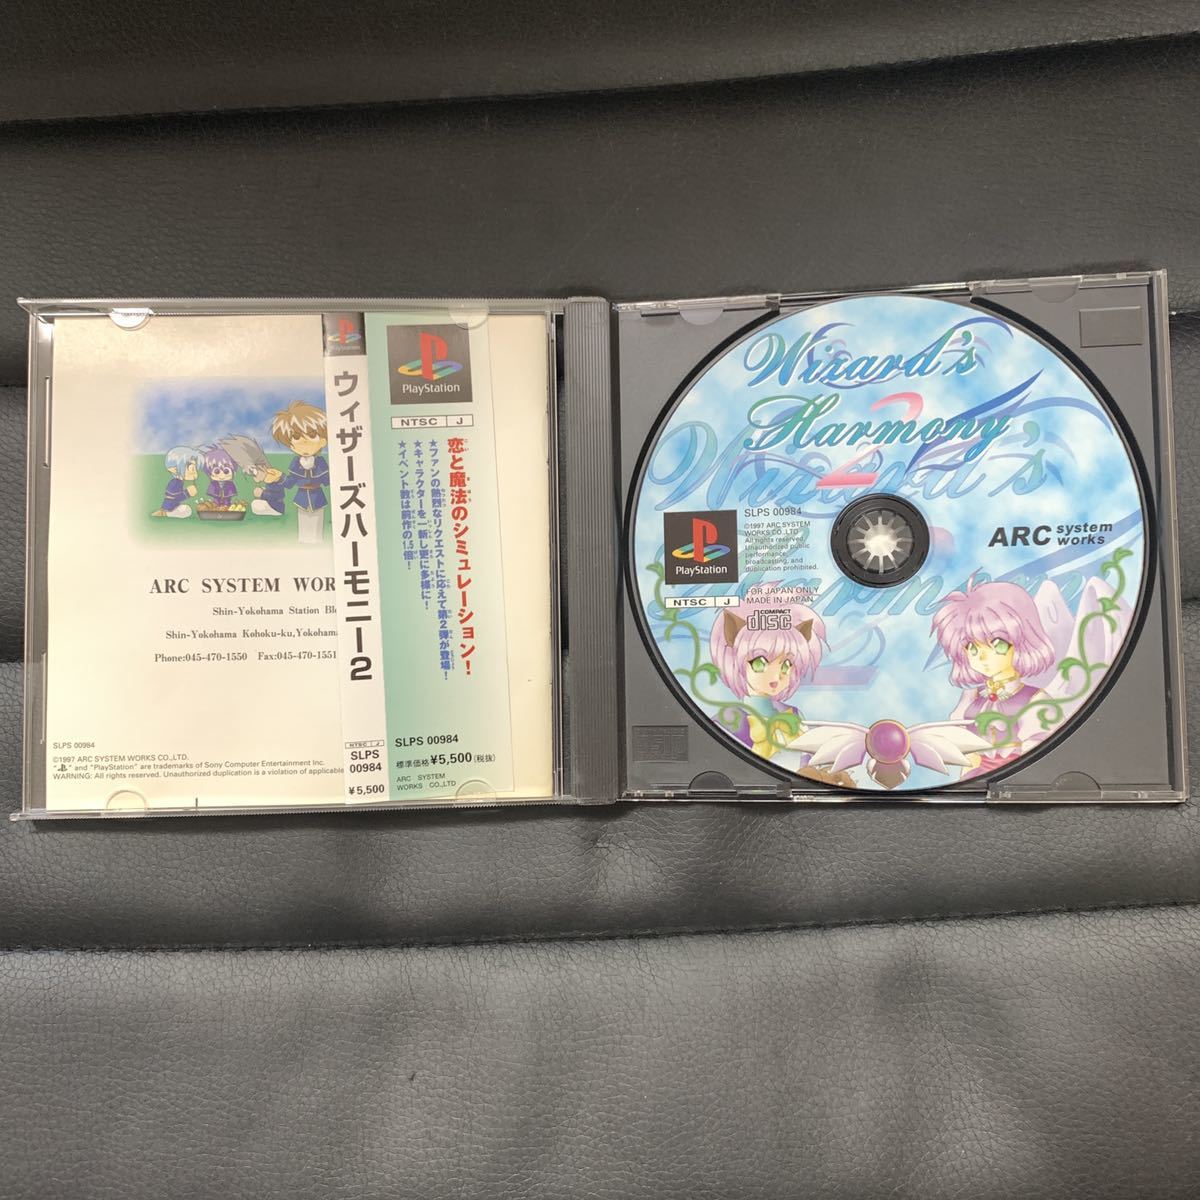 ARC SYSTEM WOR
Shin-Yokohama Station Bl
Shin-Yokohama Kohoku-ku,Yokohama
Phone:045-470-1550 Fax:045-470-1551
SLPS 00984
©1997 ARC SYSTEM WORKS CO.,LTD.
"PS" and "PlayStation" are trademarks of Sony Computer Entertainment Inc.
WARNING: All rights reserved. Unauthorized duplication is a violation of applicable
PlayStation
ウィザーズハーモニー2
NTSC J
SLPS
00984
¥5,500
PlayStation
NTSC J
恋と魔法のシミュレーション!
★ファンの熱烈なリクエストに応えて第2弾が登場!
★キャラクターを一新し更に多様に!
★イベント数は前作の1.5倍!
SLPS 00984
標準価格¥5,500(税抜)
ARC SYSTEM
WORKS CO.,LTD
Wizard's
Harmony
2
SLPS 00984
©1997 ARC SYSTEM
WORKS CO.,LTD.
All rights reserved.
Unauthorized public
performance,
broadcasting, and
duplication prohibited.
FOR JAPAN ONLY
MADE IN JAPAN
PlayStation
NTSC J
COMPACT
disc
ARC system
works